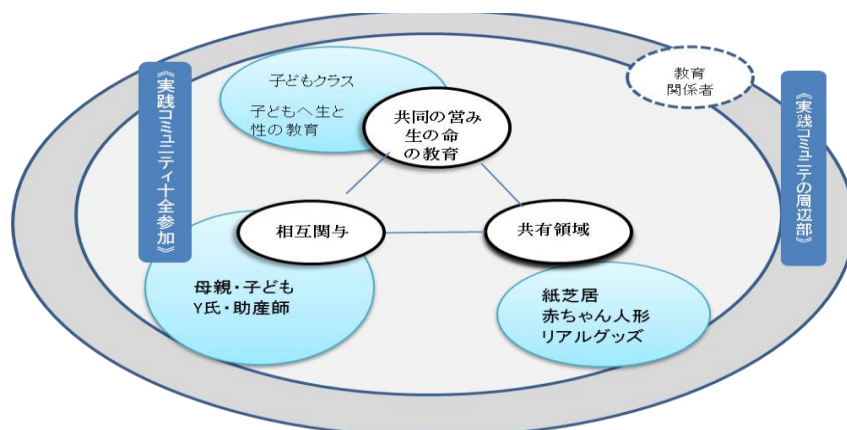 《実践コミュニティ十全参加》
子どもクラス
子どもへ生と
性の教育
共同の営み
生の命
の教育
教育
関係者
《実践コミュニテの周辺部》
相互関与
共有領域
母親・子ども
Y氏・助産師
紙芝居
赤ちゃん人形
リアルグッズ